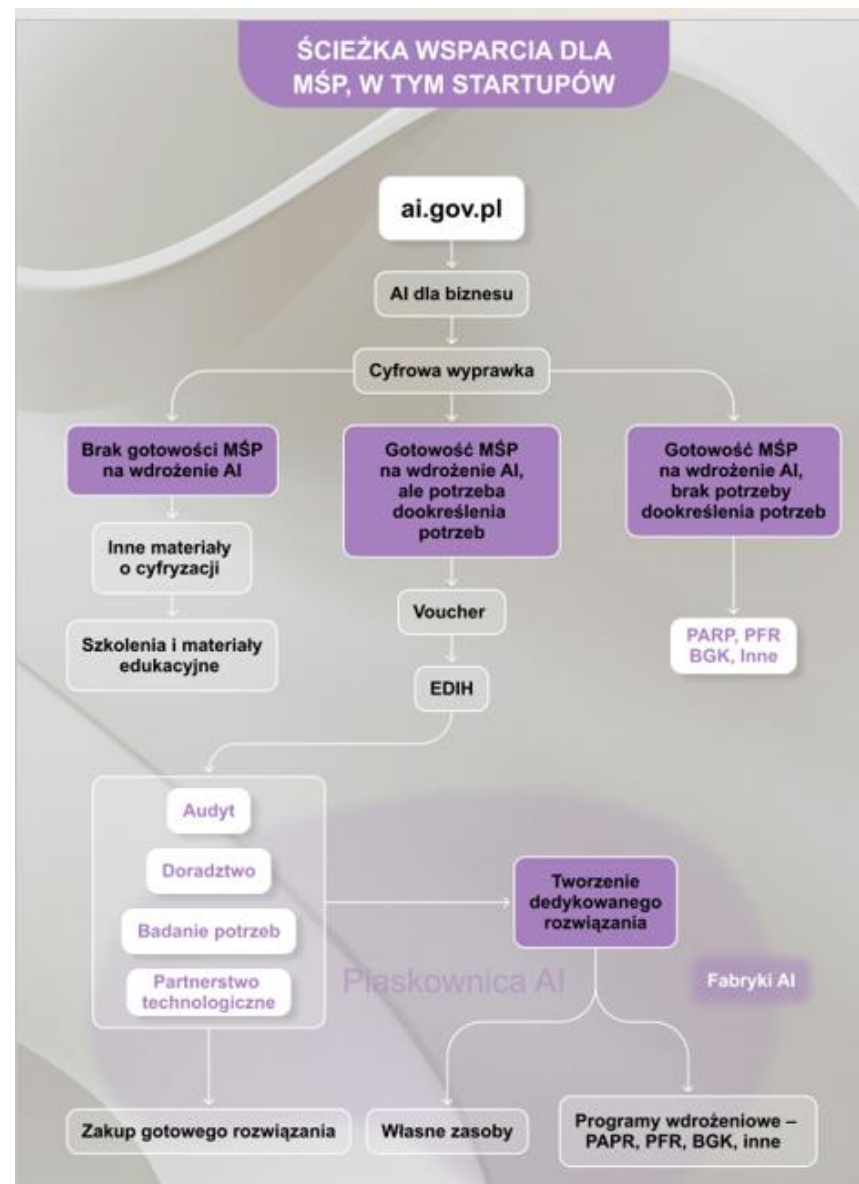 ŚCIEŻKA WSPARCIA DLA
MŚP, W TYM STARTUPÓW
ai.gov.pl
AI dla biznesu
Cyfrowa wyprawka
Brak gotowości MŚP
na wdrożenie AI
Inne materiały
o cyfryzacji
Szkolenia i materiały
edukacyjne
Gotowość MŚP
na wdrożenie AI,
ale potrzeba
dookreślenia
potrzeb
Voucher
EDIH
Gotowość MŚP
na wdrożenie AI,
brak potrzeby
dookreślenia potrzeb
PARP, PFR
BGK, Inne
Audyt
Doradztwo
Badanie potrzeb
Partnerstwo
technologiczne
Tworzenie
dedykowanego
rozwiązania
Piaskownica AI
Fabryki AI
Zakup gotowego rozwiązania
Własne zasoby
Programy wdrożeniowe –
PAPR, PFR, BGK, inne